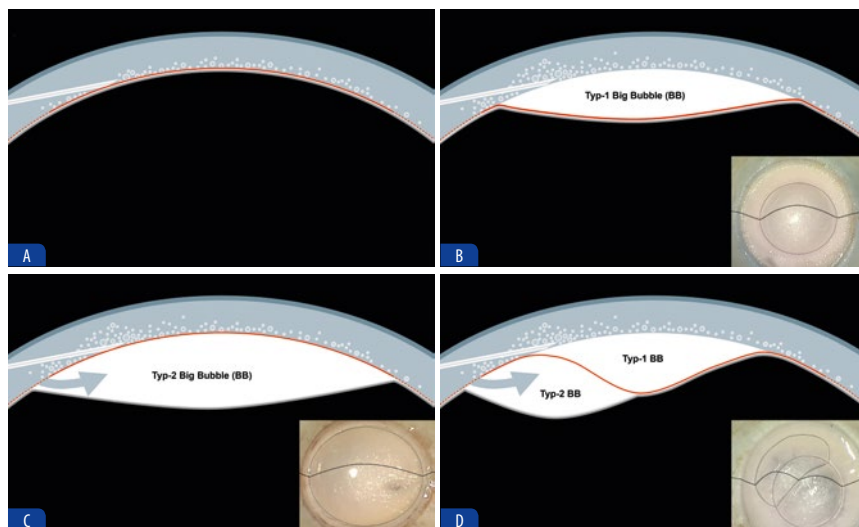 A
Typ-1 Big Bubble (BB)
B
Typ-2 Big Bubble (BB)
C
Typ-1 BB
Typ-2 BB
D